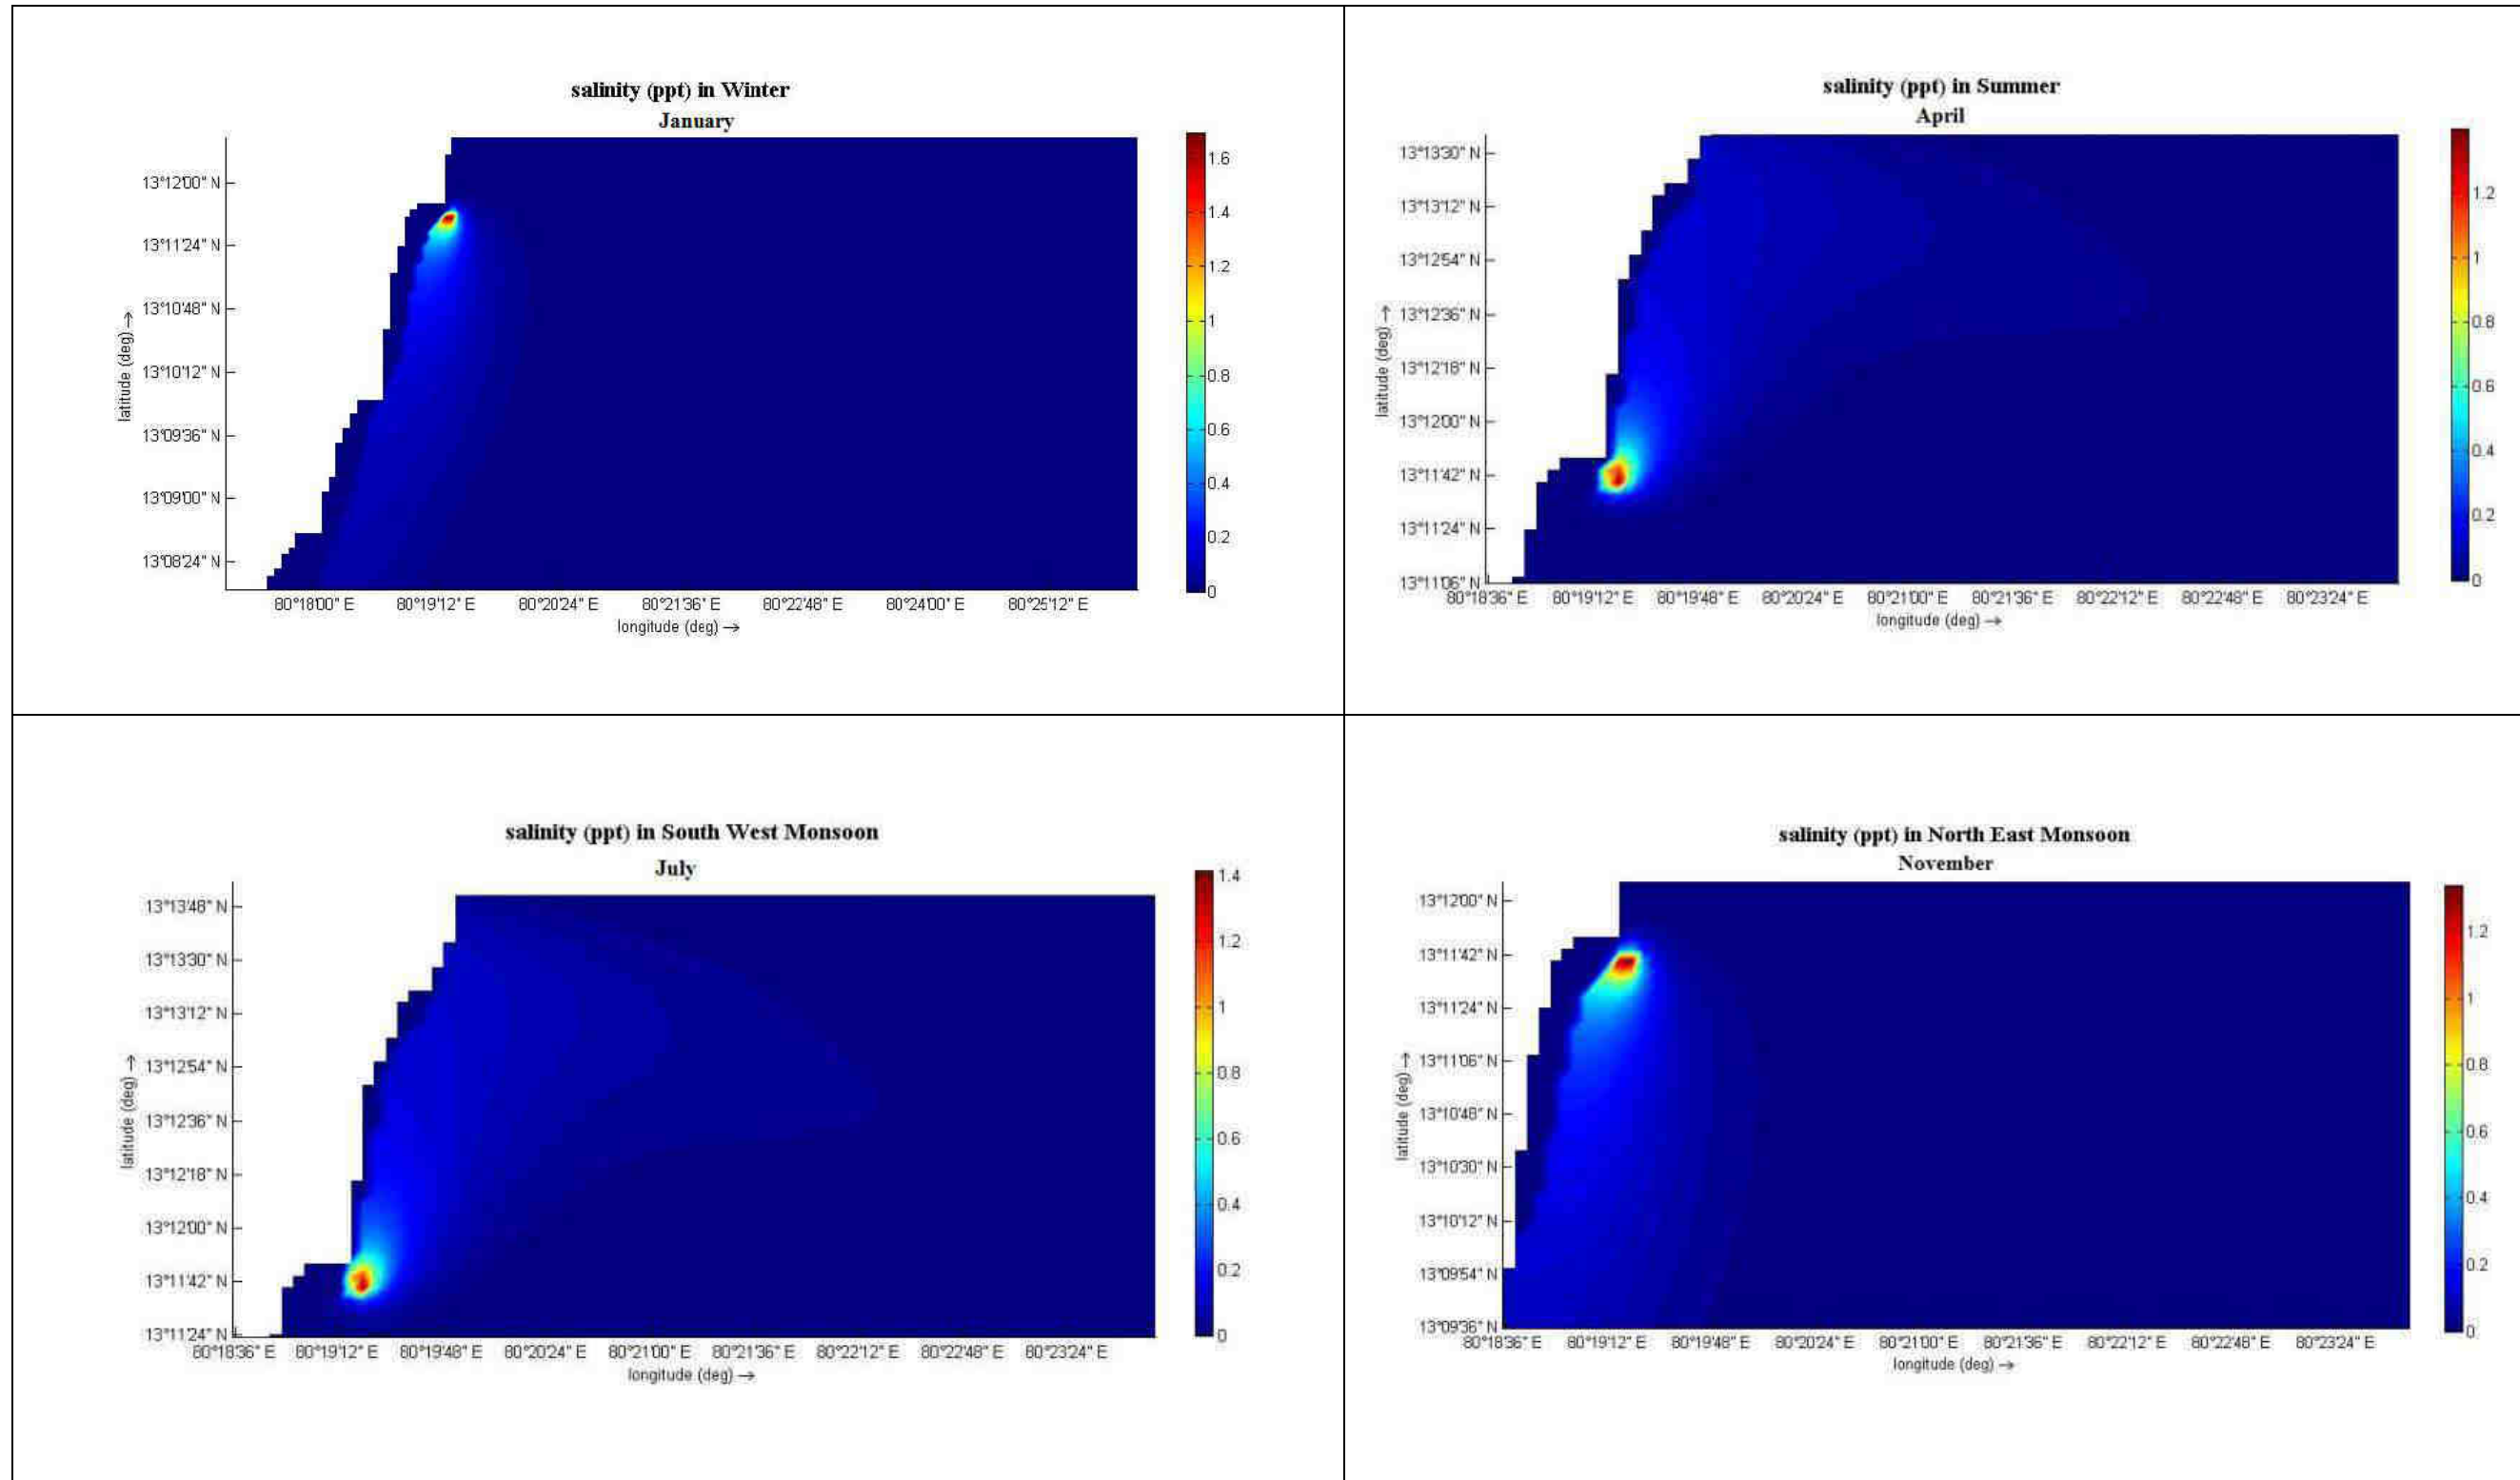 salinity (ppt) in Winter
January
13°12'00" N
13°11'24" N
13°10'48" N
13°10'12" N
13°09'36" N
13°09'00" N
13°08'24" N
latitude (deg) →
80°18'00" E 80°19'12" E 80°20'24" E 80°21'36" E 80°22'48" E 80°24'00" E 80°25'12" E
longitude (deg) →
1.6
1.4
1.2
1
0.8
0.6
0.4
0.2
0
salinity (ppt) in Summer
April
13°13'30" N
13°13'12" N
13°12'54" N
13°12'36" N
13°12'18" N
13°12'00" N
13°11'42" N
13°11'24" N
13°11'06" N
latitude (deg) →
80°18'36" E 80°19'12" E 80°19'48" E 80°20'24" E 80°21'00" E 80°21'36" E 80°22'12" E 80°22'48" E 80°23'24" E
longitude (deg) →
1.2
1
0.8
0.6
0.4
0.2
0
salinity (ppt) in South West Monsoon
July
13°13'48" N
13°13'30" N
13°13'12" N
13°12'54" N
13°12'36" N
13°12'18" N
13°12'00" N
13°11'42" N
13°11'24" N
latitude (deg) →
80°18'36" E 80°19'12" E 80°19'48" E 80°20'24" E 80°21'00" E 80°21'36" E 80°22'12" E 80°22'48" E 80°23'24" E
longitude (deg) →
1.4
1.2
1
0.8
0.6
0.4
0.2
0
salinity (ppt) in North East Monsoon
November
13°12'00" N
13°11'42" N
13°11'24" N
13°11'06" N
13°10'48" N
13°10'30" N
13°10'12" N
13°09'54" N
13°09'36" N
latitude (deg) →
80°18'36" E 80°19'12" E 80°19'48" E 80°20'24" E 80°21'00" E 80°21'36" E 80°22'12" E 80°22'48" E 80°23'24" E
longitude (deg) →
1.2
1
0.8
0.6
0.4
0.2
0